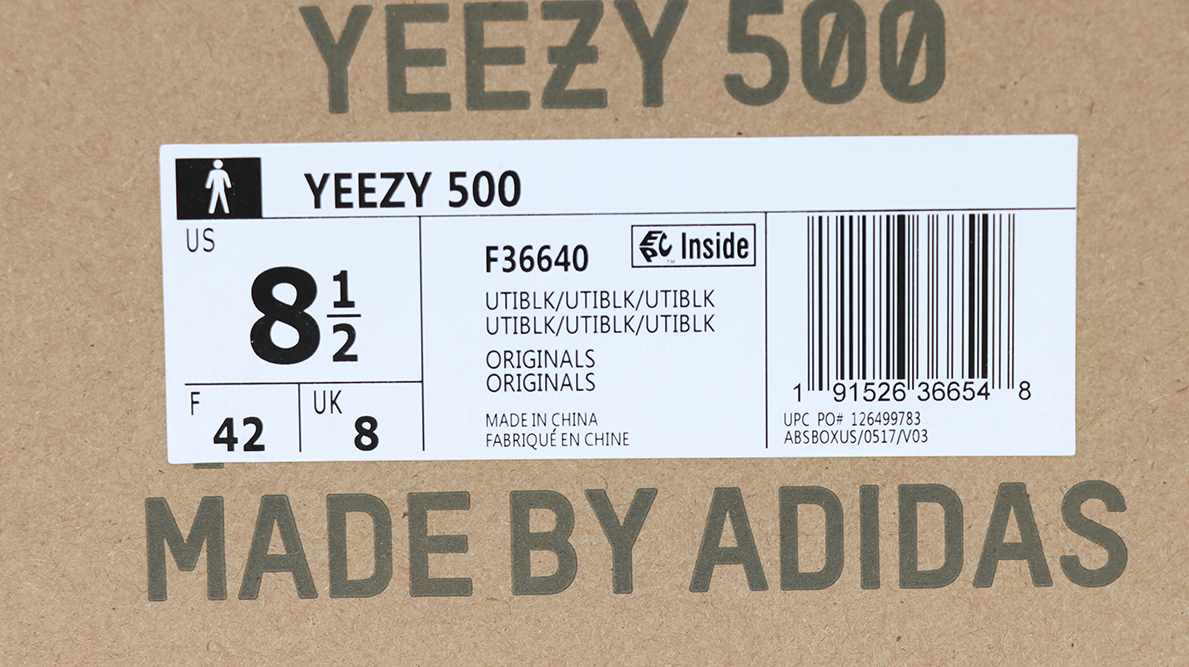 YEEZY 500
YEEZY 500
US
8 1/2
F
42
UK
8
F36640
EPC Inside
TM
UTIBLK/UTIBLK/UTIBLK
UTIBLK/UTIBLK/UTIBLK
ORIGINALS
ORIGINALS
MADE IN CHINA
FABRIQUÉ EN CHINE
1 91526 36654 8
UPC PO# 126499783
ABSBOXUS/0517/V03
MADE BY ADIDAS